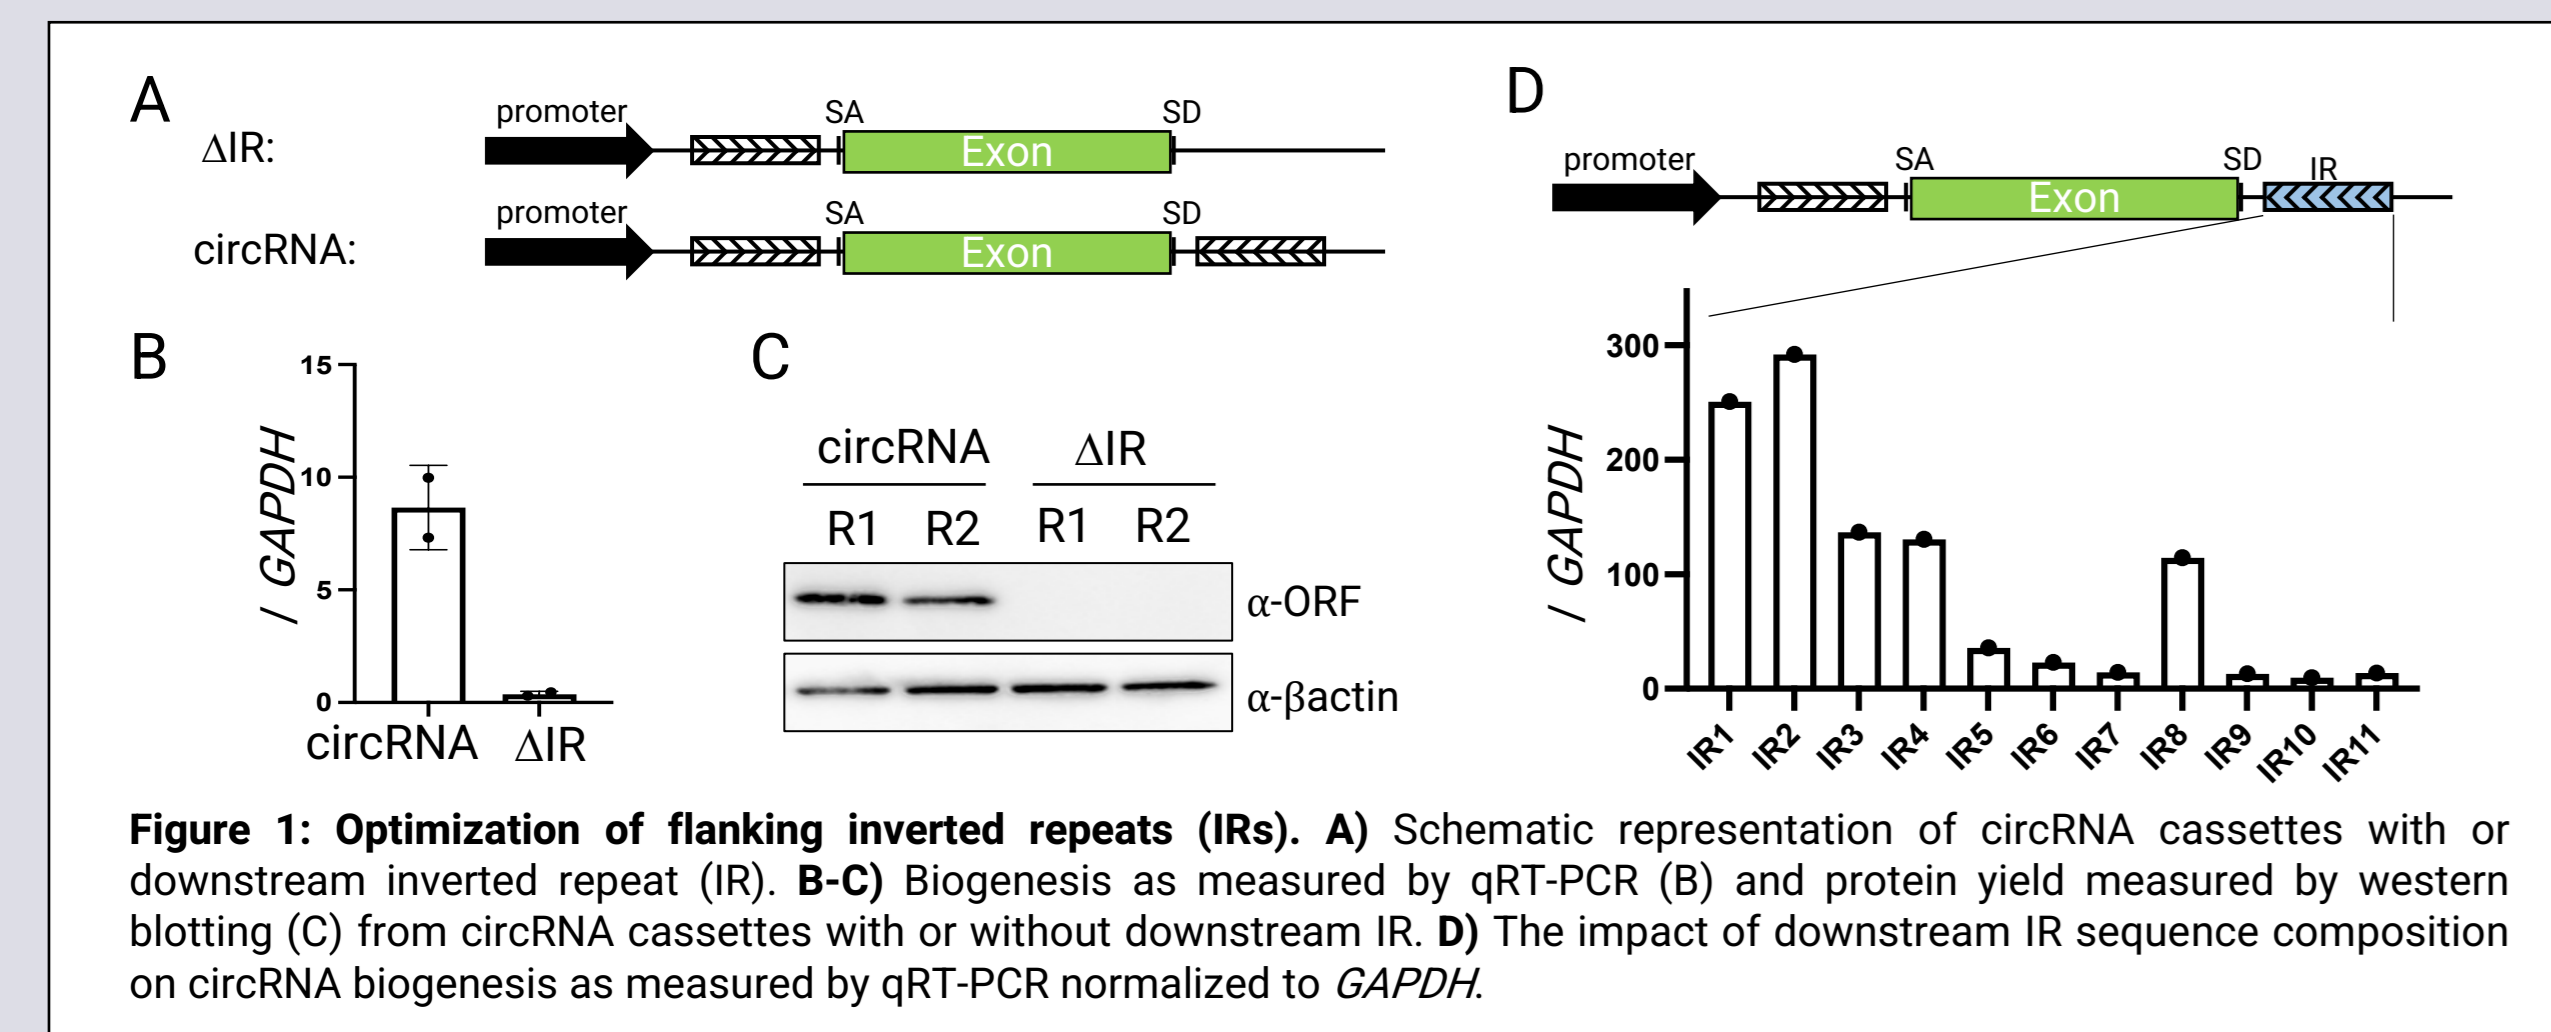 A
ΔIR:
promoter
SA
Exon
SD
circRNA:
promoter
SA
Exon
SD
B
15
10
5
0
/ GAPDH
circRNA
ΔIR
C
circRNA
ΔIR
R1 R2 R1 R2
α-ORF
α-βactin
D
promoter
SA
Exon
SD
IR
300
200
100
0
/ GAPDH
IR1
IR2
IR3
IR4
IR5
IR6
IR7
IR8
IR9
IR10
IR11
Figure 1: Optimization of flanking inverted repeats (IRs). A) Schematic representation of circRNA cassettes with or
downstream inverted repeat (IR). B-C) Biogenesis as measured by qRT-PCR (B) and protein yield measured by western
blotting (C) from circRNA cassettes with or without downstream IR. D) The impact of downstream IR sequence composition
on circRNA biogenesis as measured by qRT-PCR normalized to GAPDH.